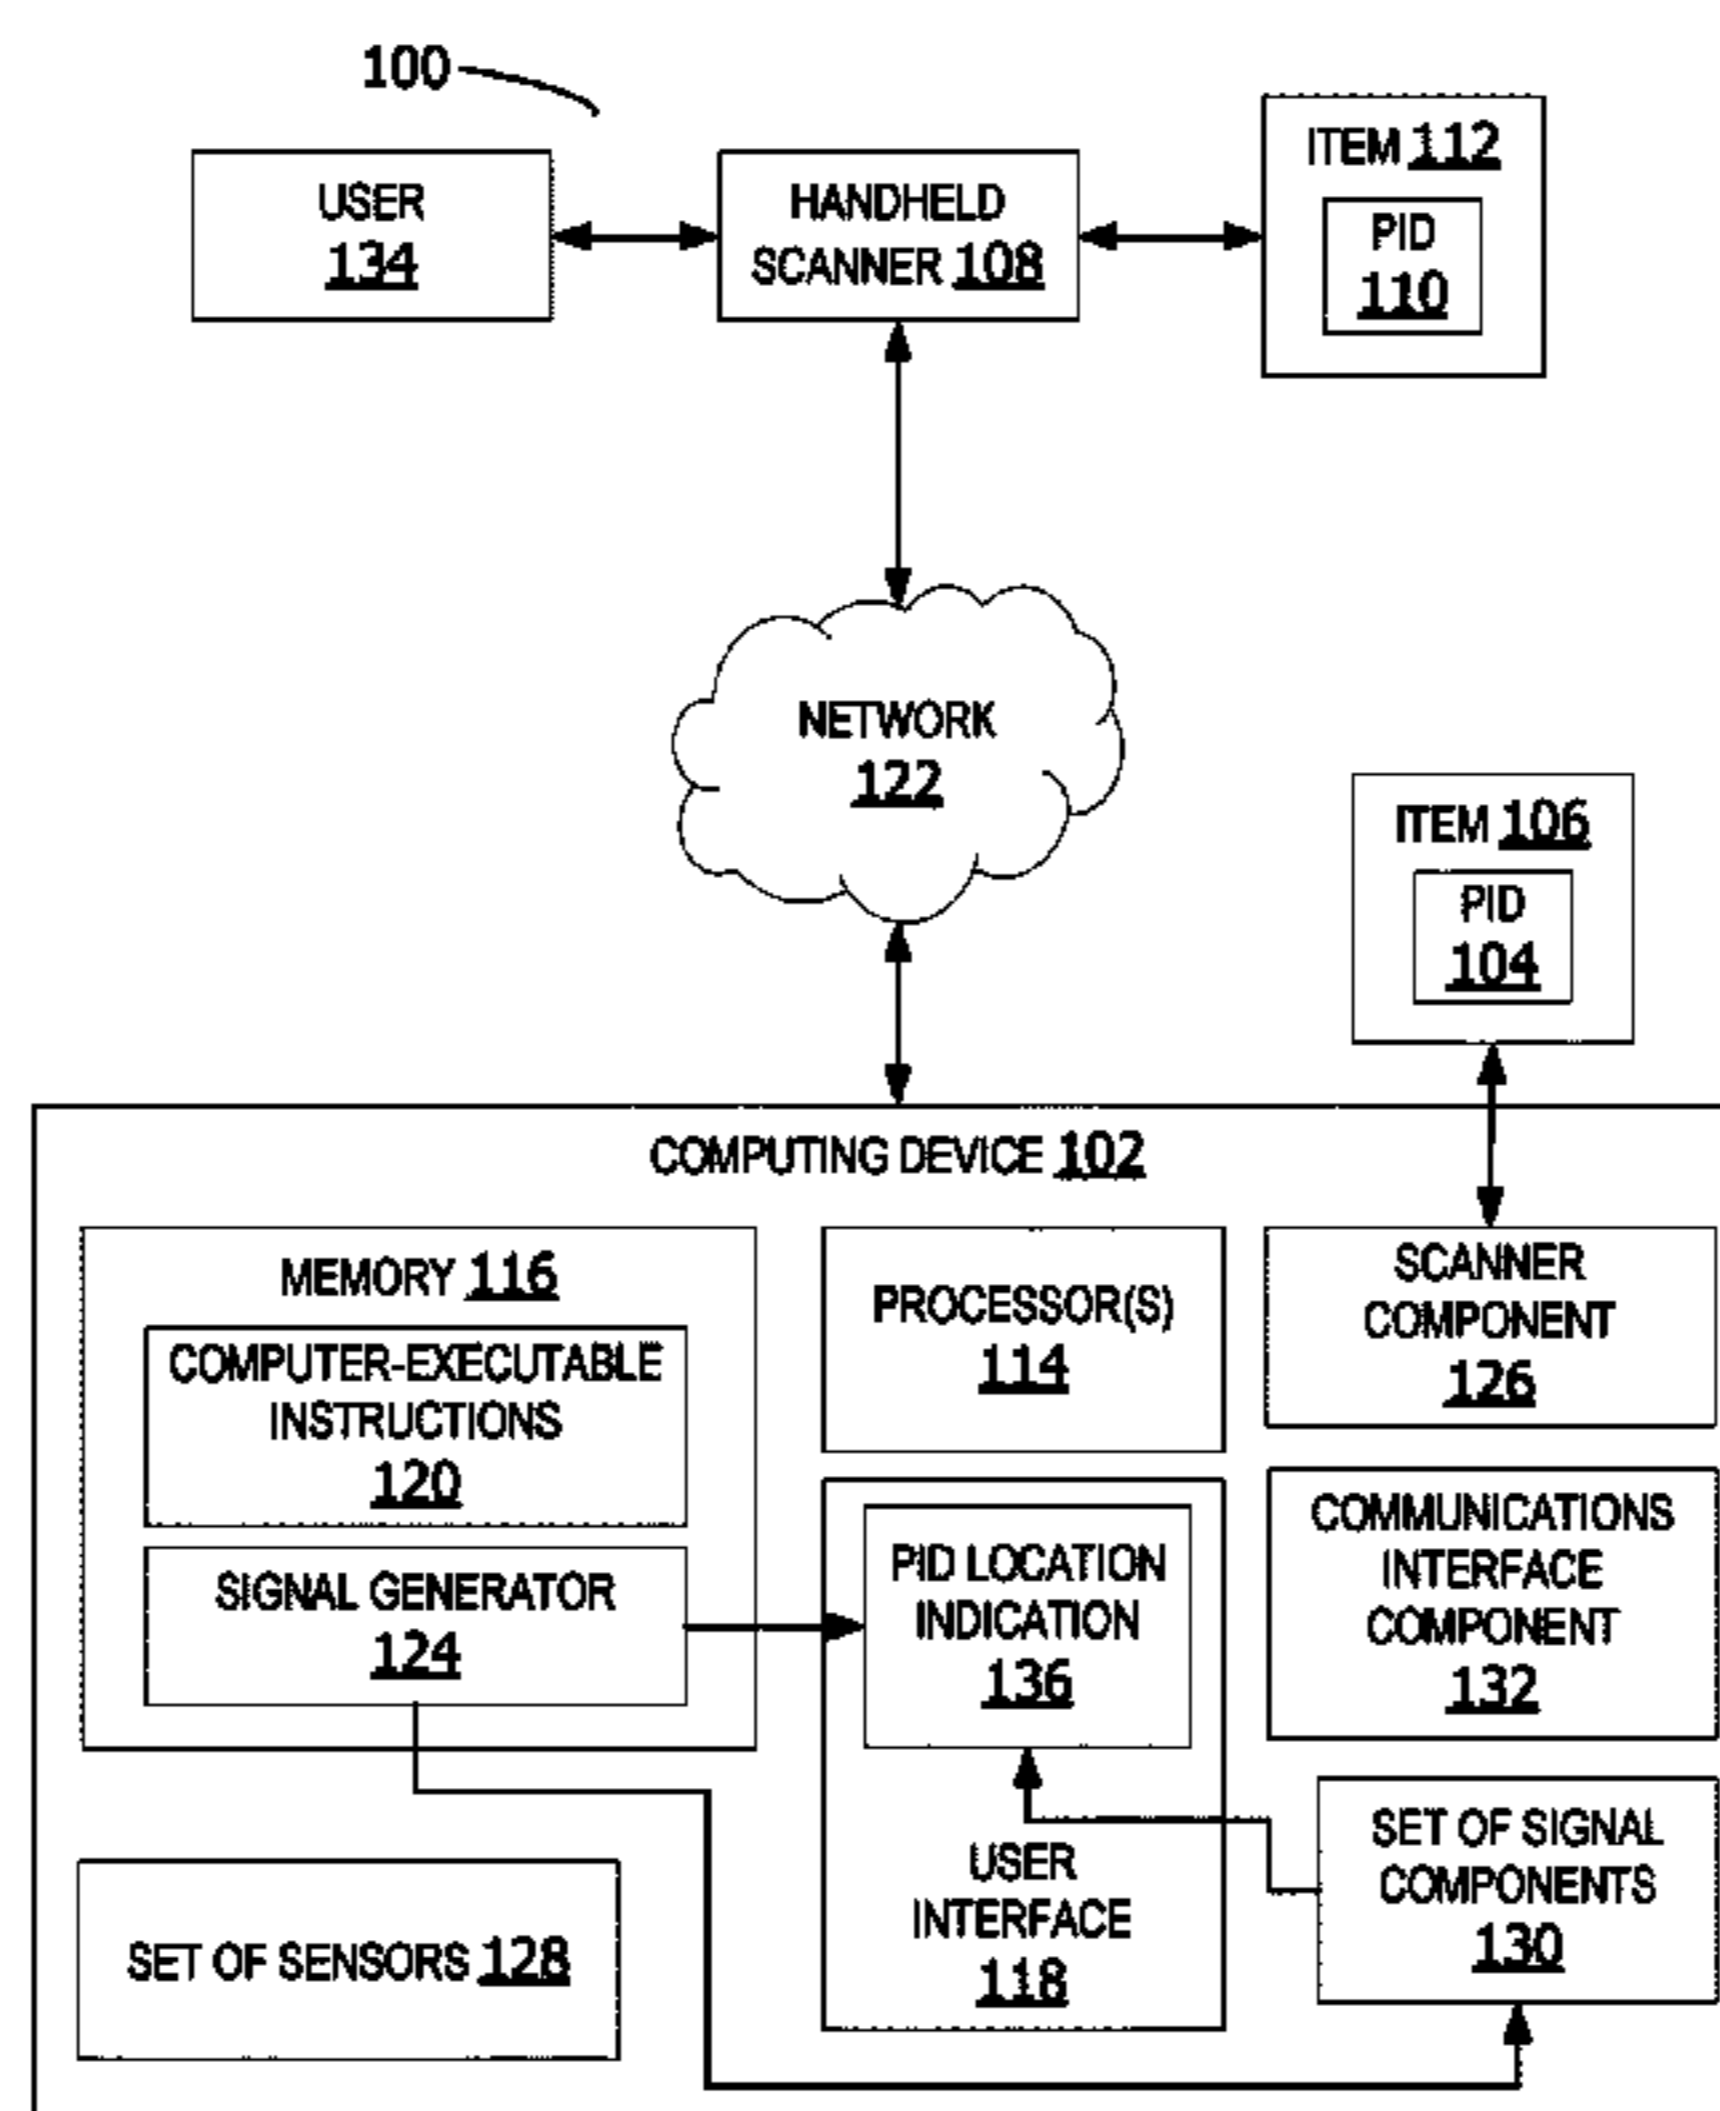 100
USER
134
HANDHELD
SCANNER 108
ITEM 112
PID
110
NETWORK
122
ITEM 106
PID
104
COMPUTING DEVICE 102
MEMORY 116
COMPUTER-EXECUTABLE
INSTRUCTIONS
120
SIGNAL GENERATOR
124
PROCESSOR(S)
114
SCANNER
COMPONENT
126
PID LOCATION
INDICATION
136
COMMUNICATIONS
INTERFACE
COMPONENT
132
USER
INTERFACE
118
SET OF SIGNAL
COMPONENTS
130
SET OF SENSORS 128